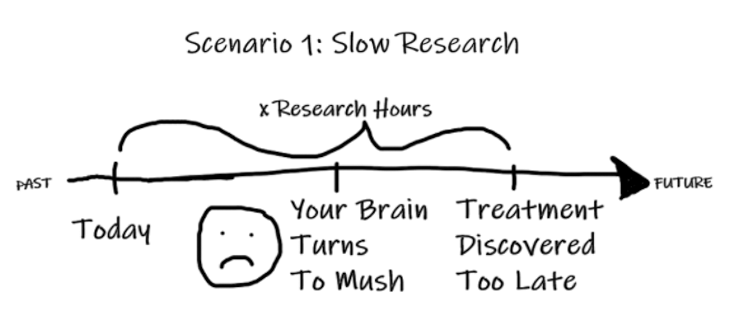 Scenario 1: Slow Research
x Research Hours
PAST
FUTURE
Today
Your Brain
Turns
To Mush
Treatment
Discovered
Too Late